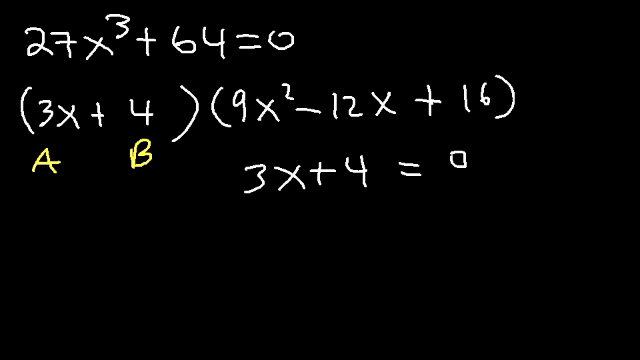 27x³ + 64 = 0
(3x + 4 ) (9x² - 12x + 16)
A B
3x + 4 = 0